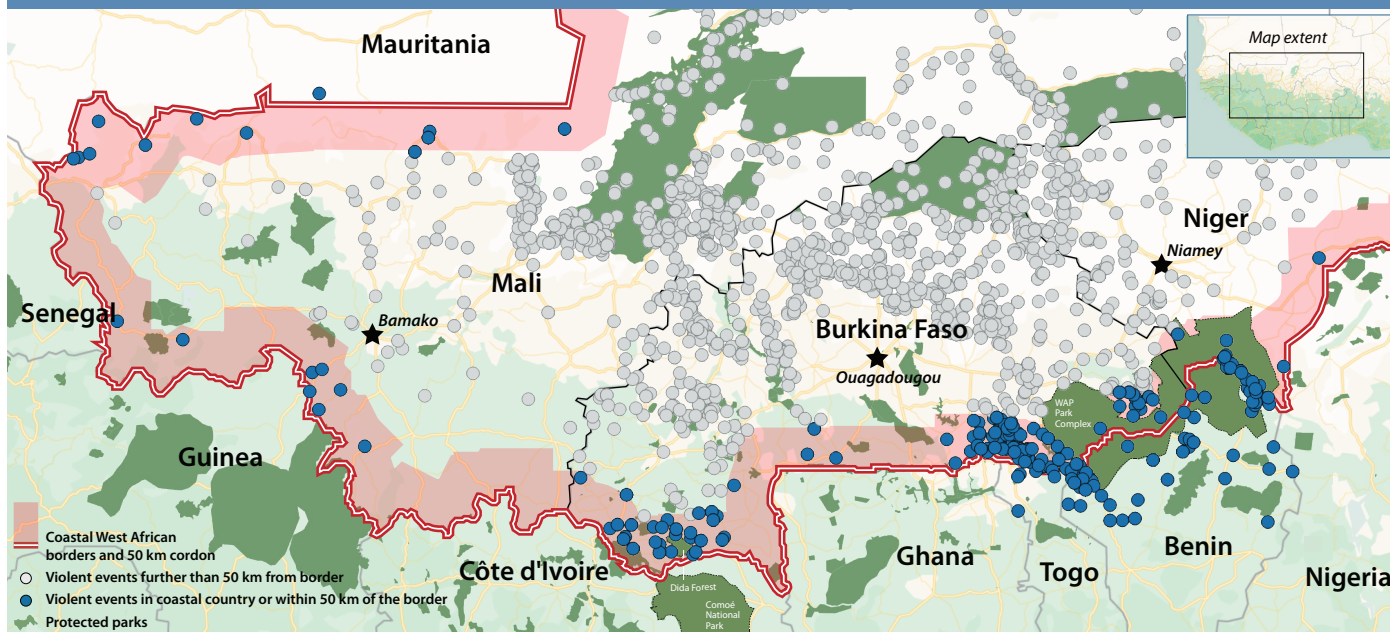 Mauritania
Map extent
Niger
Niamey
Mali
Senegal
Bamako
Burkina Faso
Ouagadougou
WAP
Park
Complex
Guinea
Coastal West African
borders and 50 km cordon
Violent events further than 50 km from border
Violent events in coastal country or within 50 km of the border
Protected parks
Côte d'Ivoire
Ghana
Togo
Benin
Nigeria
Dida Forest
Comoé
National
Park